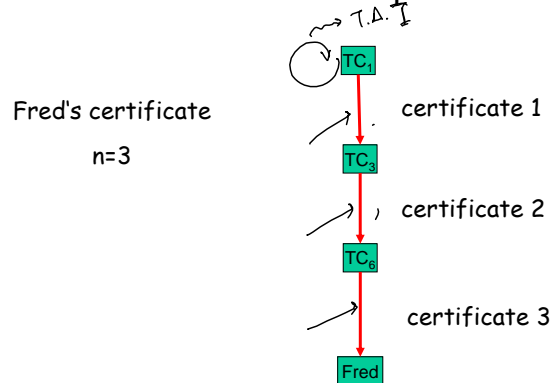 T.A. I
TC1
Fred's certificate
certificate 1
n=3
TC3
certificate 2
TC6
certificate 3
Fred